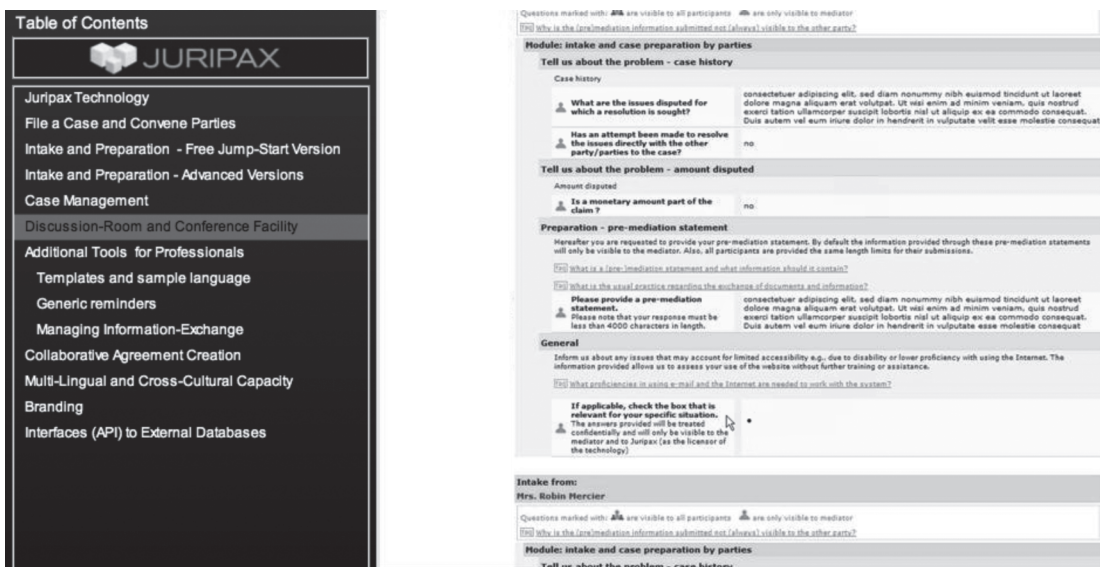 Table of Contents
JURIPAX
Juripax Technology
File a Case and Convene Parties
Intake and Preparation - Free Jump-Start Version
Intake and Preparation - Advanced Versions
Case Management
Discussion-Room and Conference Facility
Additional Tools for Professionals
Templates and sample language
Generic reminders
Managing Information-Exchange
Collaborative Agreement Creation
Multi-Lingual and Cross-Cultural Capacity
Branding
Interfaces (API) to External Databases
Questions marked with: are visible to all participants are only visible to mediator
FAQ Why is the (pre)mediation information submitted not (always) visible to the other party?
Module: intake and case preparation by parties
Tell us about the problem - case history
Case history
What are the issues disputed for
which a resolution is sought?
consectetuer adipiscing elit, sed diam nonummy nibh euismod tincidunt ut laoreet
dolore magna aliquam erat volutpat. Ut wisi enim ad minim veniam, quis nostrud
exerci tation ullamcorper suscipit lobortis nisl ut aliquip ex ea commodo consequat.
Duis autem vel eum iriure dolor in hendrerit in vulputate velit esse molestie consequat
Has an attempt been made to resolve
the issues directly with the other
party/parties to the case?
no
Tell us about the problem - amount disputed
Amount disputed
Is a monetary amount part of the
claim ?
no
Preparation - pre-mediation statement
Hereafter you are requested to provide your pre-mediation statement. By default the information provided through these pre-mediation statements
will only be visible to the mediator. Also, all participants are provided the same length limits for their submissions.
FAQ What is a (pre-)mediation statement and what information should it contain?
FAQ What is the usual practice regarding the exchange of documents and information?
Please provide a pre-mediation
statement.
Please note that your response must be
less than 4000 characters in length.
consectetuer adipiscing elit, sed diam nonummy nibh euismod tincidunt ut laoreet
dolore magna aliquam erat volutpat. Ut wisi enim ad minim veniam, quis nostrud
exerci tation ullamcorper suscipit lobortis nisl ut aliquip ex ea commodo consequat.
Duis autem vel eum iriure dolor in hendrerit in vulputate esse molestie consequat
General
Inform us about any issues that may account for limited accessibility e.g., due to disability or lower proficiency with using the Internet. The
information provided allows us to assess your use of the website without further training or assistance.
FAQ What proficiencies in using e-mail and the Internet are needed to work with the system?
If applicable, check the box that is
relevant for your specific situation.
The answers provided will be treated
confidentially and will only be visible to the
mediator and to Juripax (as the licensor of
the technology)
•
Intake from:
Mrs. Robin Mercier
Questions marked with: are visible to all participants are only visible to mediator
FAQ Why is the (pre)mediation information submitted not (always) visible to the other party?
Module: intake and case preparation by parties
Tell us about the problem - case history